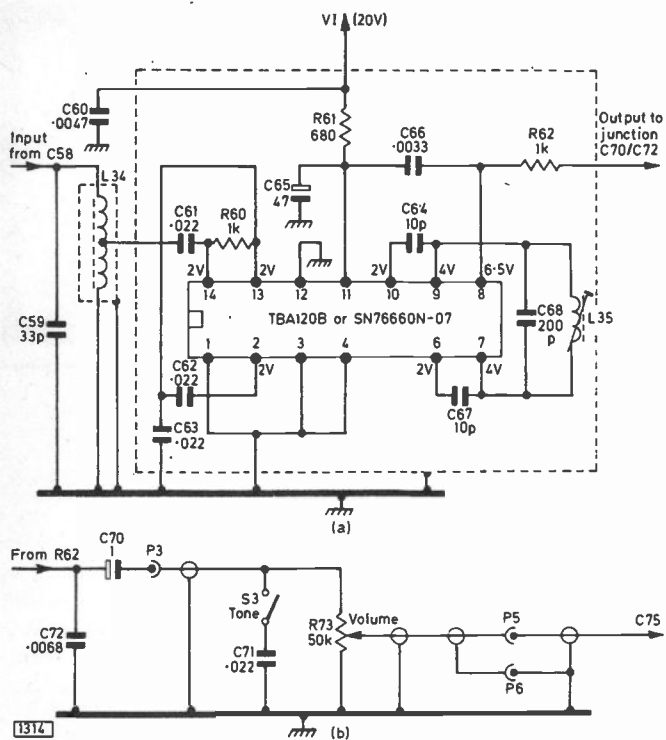 VI (20V)
C60
.0047
Input
from C58
L34
R61
680
C66
.0033
R62
1k
Output to
junction
C70/C72
C65
47
C61
.022
R60
1k
C64
10p
2V
2V
2V
4V
6.5V
14
13
12
11
10
9
8
TBA120B or SN76660N-07
C68
200
p
L35
C59
33p
1
2
3
4
6
7
2V
2V
4V
C62
.022
C63
.022
C67
10p
(a)
From R62
C70
1
P3
S3
Tone
R73
50k
Volume
P5
C75
C72
.0068
C71
.022
P6
1314
(b)